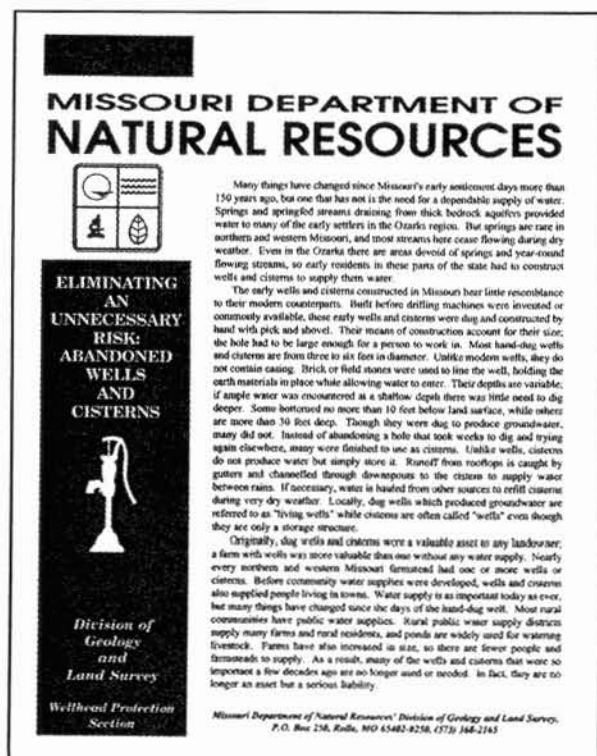 MISSOURI DEPARTMENT OF
NATURAL RESOURCES
ELIMINATING
AN
UNNECESSARY
RISK:
ABANDONED
WELLS
AND
CISTERNS
Division of
Geology
and
Land Survey
Wellhead Protection
Section
Many things have changed since Missouri's early settlement days more than
150 years ago, but one that has not is the need for a dependable supply of water.
Springs and springfed streams draining from thick bedrock aquifers provided
water to many of the early settlers in the Ozarks region. But springs are rare in
northern and western Missouri, and most streams here cease flowing during dry
weather. Even in the Ozarks there are areas devoid of springs and year-round
flowing streams, so early residents in these parts of the state had to construct
wells and cisterns to supply them water.
The early wells and cisterns constructed in Missouri bear little resemblance
to their modern counterparts. Built before drilling machines were invented or
commonly available, these early wells and cisterns were dug and constructed by
hand with pick and shovel. Their means of construction account for their size;
the hole had to be large enough for a person to work in. Most hand-dug wells
and cisterns are from three to six feet in diameter. Unlike modern wells, they do
not contain casing. Brick or field stones were used to line the well, holding the
earth materials in place while allowing water to enter. Their depths are variable;
if ample water was encountered at a shallow depth there was little need to dig
deeper. Some bottomed no more than 10 feet below land surface, while others
are more than 50 feet deep. Though they were dug to produce groundwater,
many did not. Instead of abandoning a hole that took weeks to dig and trying
again elsewhere, many were finished to use as cisterns. Unlike wells, cisterns
do not produce water but simply store it. Runoff from rooftops is caught by
gutters and channelled through downspouts to the cistern to supply water
between rains. If necessary, water is hauled from other sources to refill cisterns
during very dry weather. Locally, dug wells which produced groundwater are
referred to as "living wells" while cisterns are often called "wells" even though
they are only a storage structure.
Originally, dug wells and cisterns were a valuable asset to any landowner;
a farm with wells was more valuable than one without any water supply. Nearly
every northern and western Missouri farmstead had one or more wells or
cisterns. Before community water supplies were developed, wells and cisterns
also supplied people living in towns. Water supply is as important today as ever,
but many things have changed since the days of the hand-dug well. Most rural
communities have public water supplies. Rural public water supply districts
supply many farms and rural residents, and ponds are widely used for watering
livestock. Farms have also increased in size, so there are fewer people and
farmsteads to supply. As a result, many of the wells and cisterns that were so
important a few decades ago are no longer used or needed. In fact, they are no
longer an asset but a serious liability.
Missouri Department of Natural Resources' Division of Geology and Land Survey,
P.O. Box 250, Rolla, MO 65402-0250, (573) 368-2165